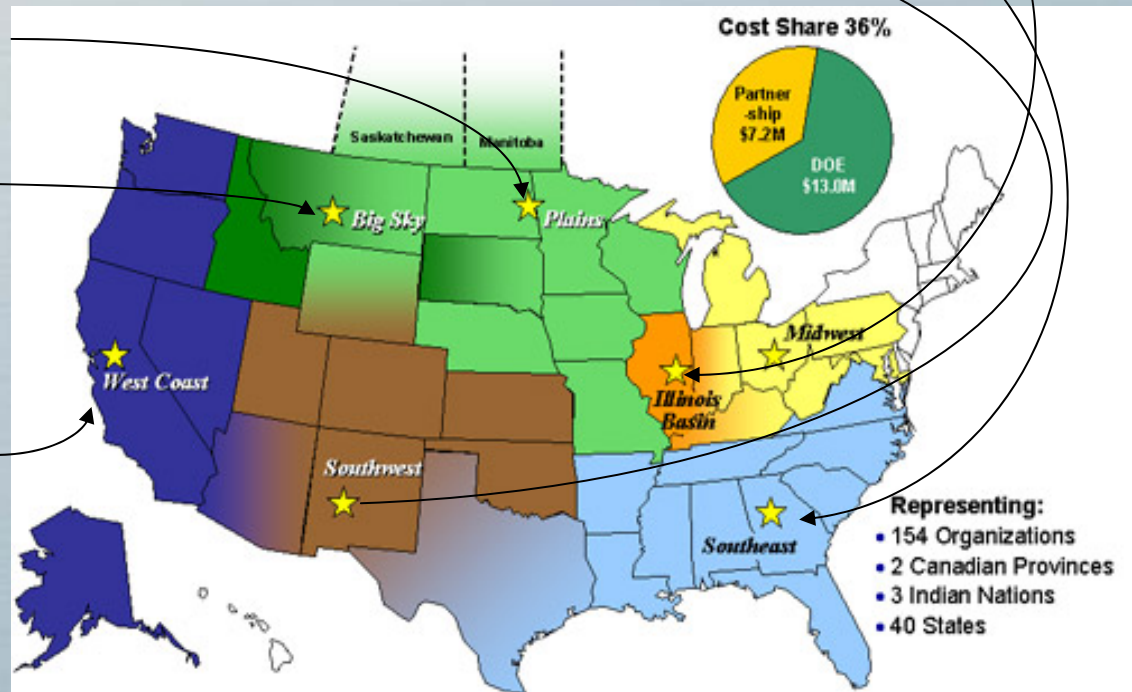 Cost Share 36%
Partner
-ship
$7.2M
DOE
$13.0M
Saskatchewan
Manitoba
Big Sky
Plains
Midwest
West Coast
Illinois
Basin
Southwest
Southeast
Representing:
• 154 Organizations
• 2 Canadian Provinces
• 3 Indian Nations
• 40 States